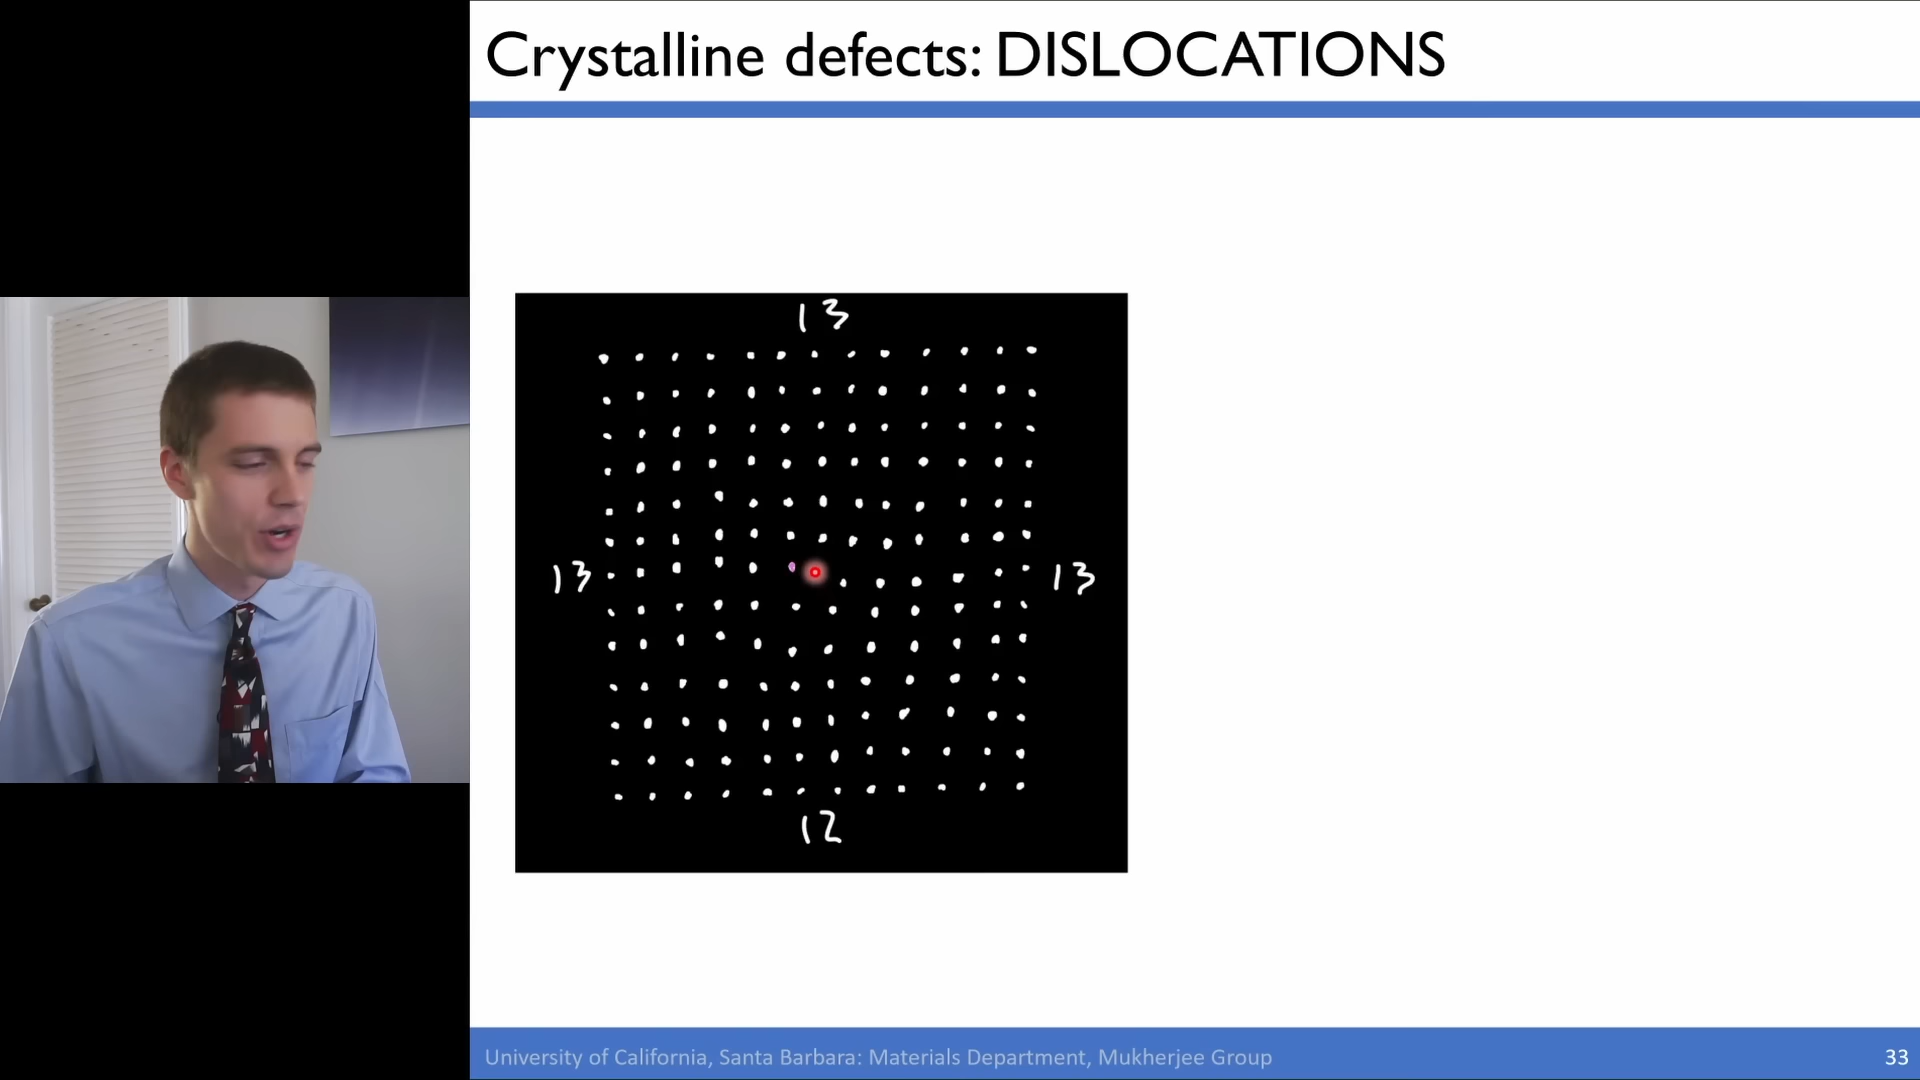 Crystalline defects: DISLOCATIONS
13
13
13
12
University of California, Santa Barbara: Materials Department, Mukherjee Group
33